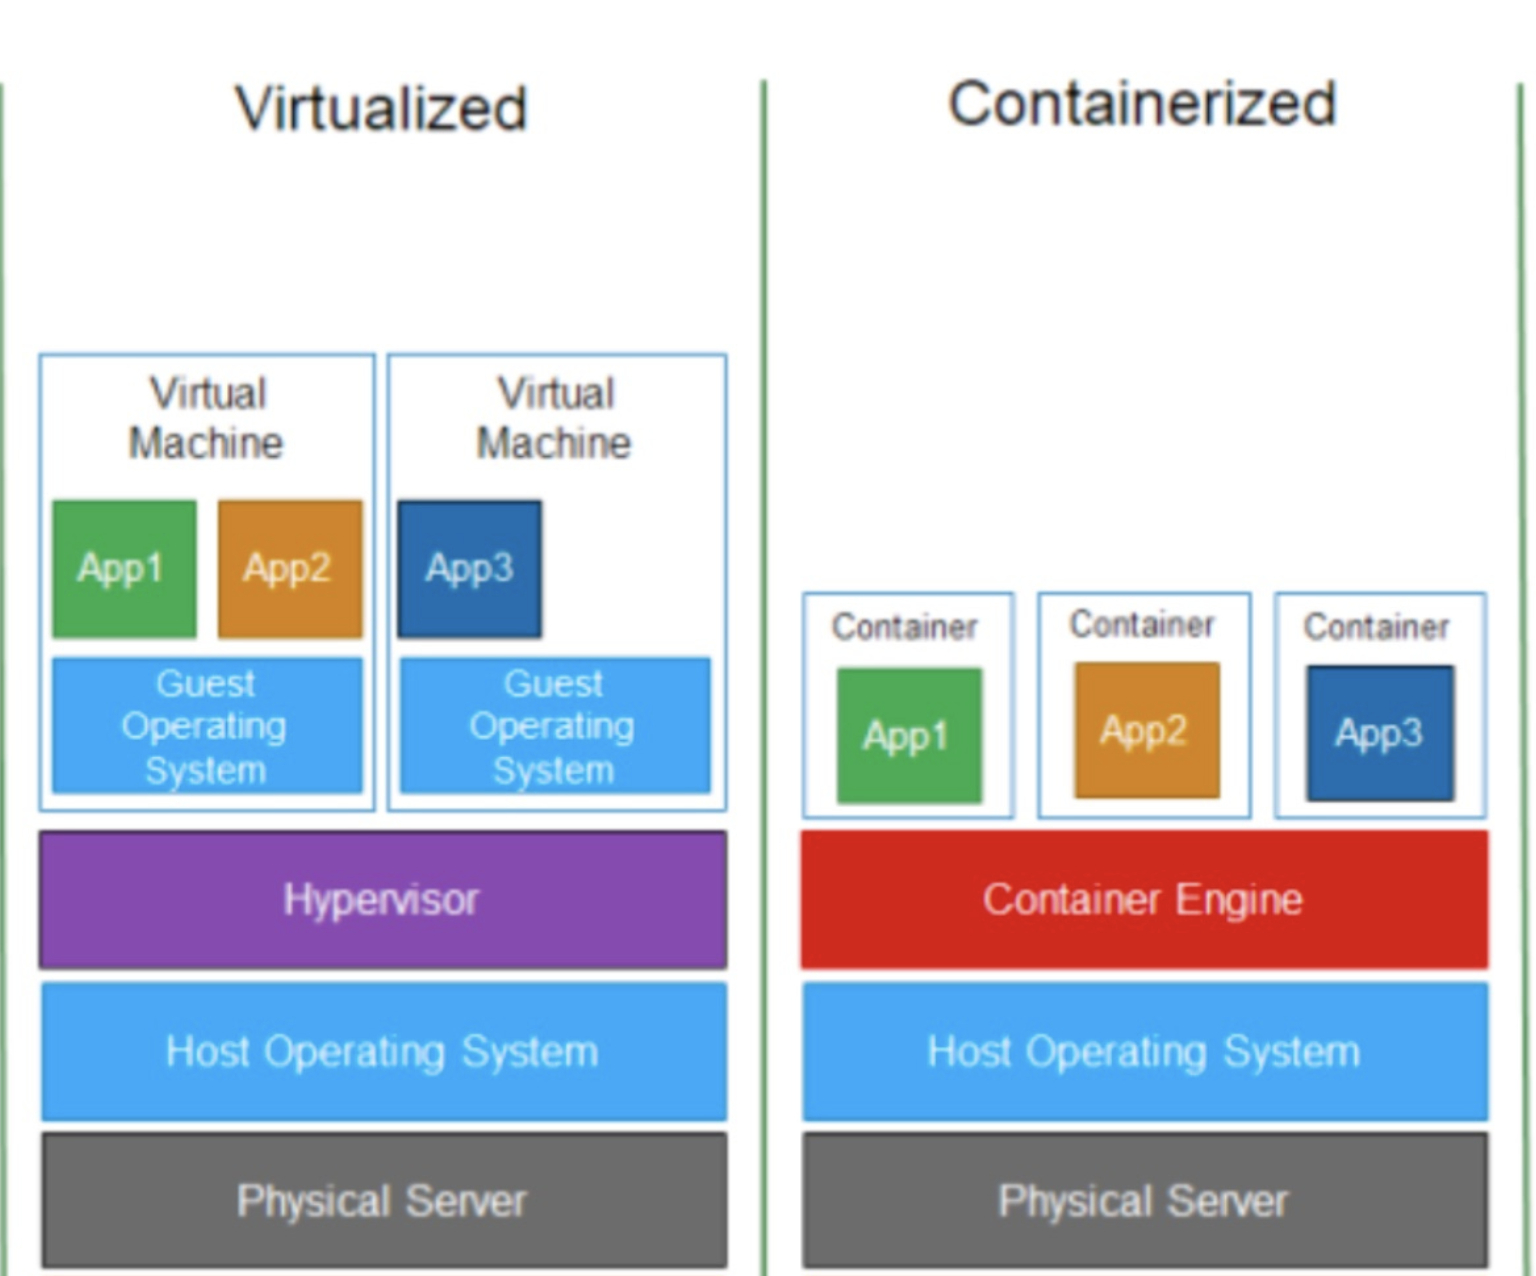 Virtualized
Virtual
Machine
Virtual
Machine
App1
App2
App3
Guest
Operating
System
Guest
Operating
System
Hypervisor
Host Operating System
Physical Server
Containerized
Container
Container
Container
App1
App2
App3
Container Engine
Host Operating System
Physical Server